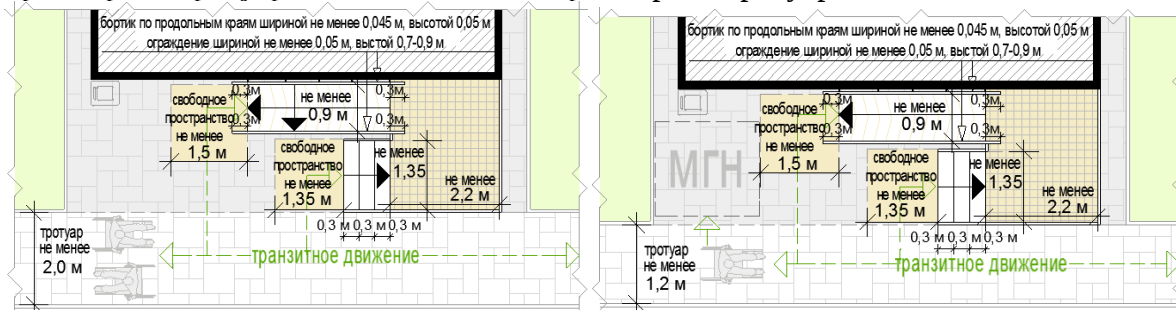 бортик по продольным краям шириной не менее 0,045 м, высотой 0,05 м
ограждение шириной не менее 0,05 м, выстой 0,7-0,9 м
0,3м
0,3м
свободное
пространство
не менее
1,5 м
не менее
0,9 м
0,3м
0,3м
свободное
пространство
не менее
1,35 м
не менее
1,35
не менее
2,2 м
0,3 м 0,3 м 0,3 м
тротуар
не менее
2,0 м
транзитное движение
бортик по продольным краям шириной не менее 0,045 м, высотой 0,05 м
ограждение шириной не менее 0,05 м, выстой 0,7-0,9 м
0,3м
0,3м
свободное
пространство
не менее
1,5 м
не менее
0,9 м
0,3м
0,3м
МГН
свободное
пространство
не менее
1,35 м
не менее
1,35
не менее
2,2 м
0,3 м 0,3 м 0,3 м
тротуар
не менее
1,2 м
транзитное движение